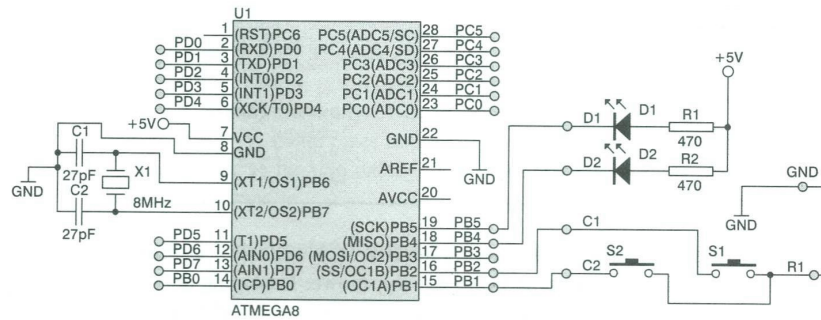 U1
1 (RST)PC6 PC5(ADC5/SC) 28 PC5
PD0 2 (RXD)PD0 PC4(ADC4/SD) 27 PC4
PD1 3 (TXD)PD1 PC3(ADC3) 26 PC3
PD2 4 (INT0)PD2 PC2(ADC2) 25 PC2
PD3 5 (INT1)PD3 PC1(ADC1) 24 PC1
PD4 6 (XCK/T0)PD4 PC0(ADC0) 23 PC0
+5V 7 VCC
8 GND
GND 22
GND
AREF 21
AVCC 20
C1
27pF
C2
27pF
X1
8MHz
GND
9 (XT1/OS1)PB6
10 (XT2/OS2)PB7
(SCK)PB5 19 PB5
PD5 11 (T1)PD5 (MISO)PB4 18 PB4
PD6 12 (AIN0)PD6 (MOSI/OC2)PB3 17 PB3
PD7 13 (AIN1)PD7 (SS/OC1B)PB2 16 PB2
PB0 14 (ICP)PB0 (OC1A)PB1 15 PB1
ATMEGA8
+5V
D1 D1 R1
470
D2 D2 R2
470
GND
GND
C1
C2 S2 S1 R1